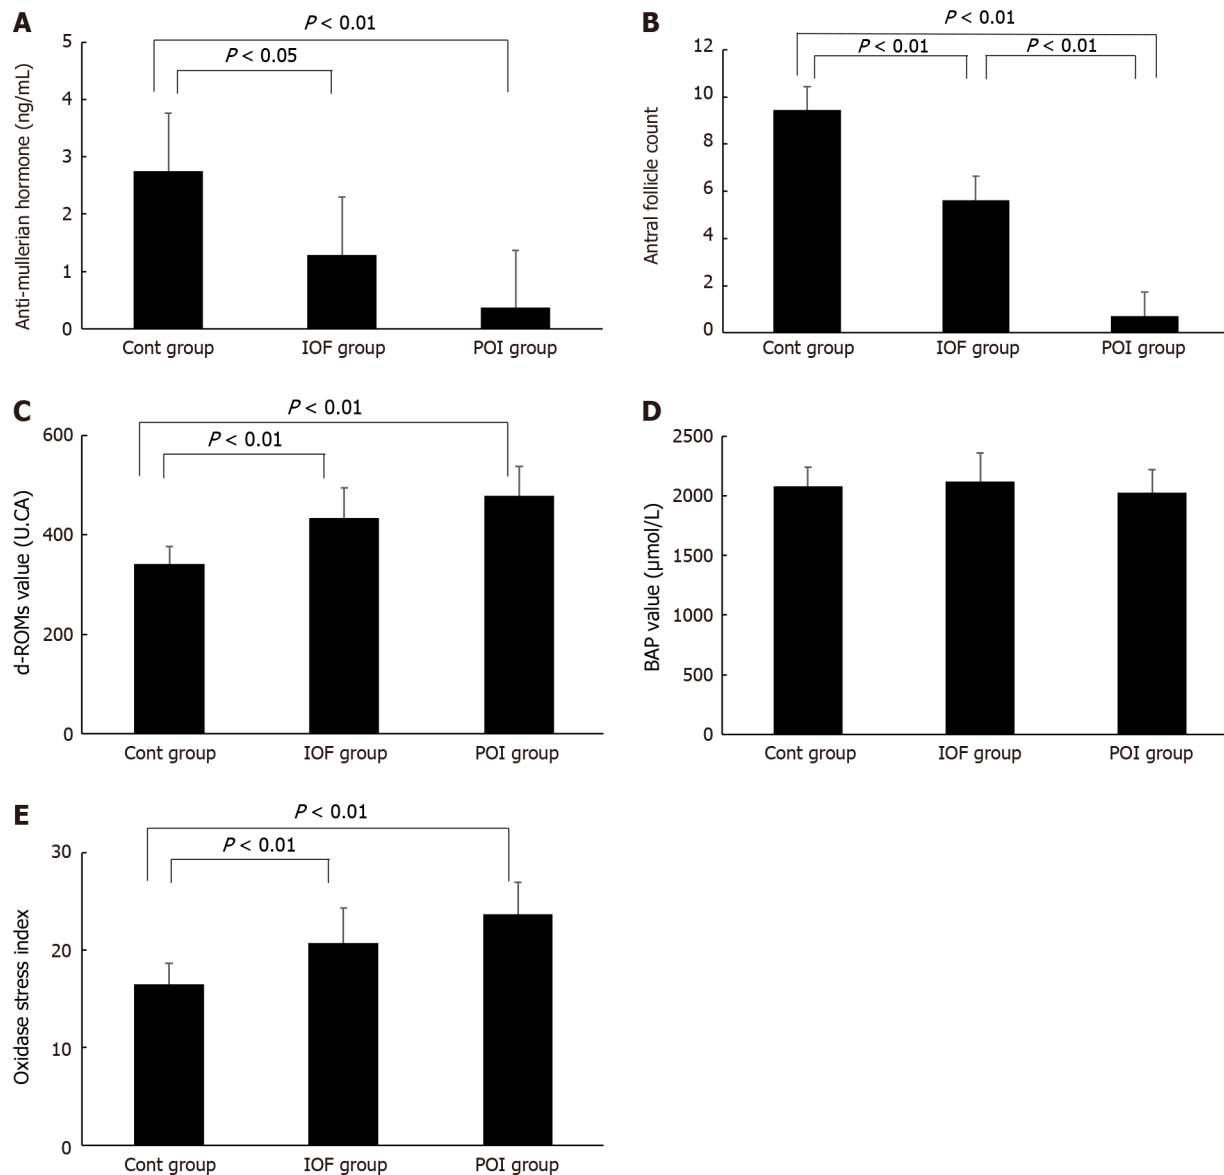 A
P < 0.01
P < 0.05
Anti-mullerian hormone (ng/mL)
5
4
3
2
1
0
Cont group
IOF group
POI group
B
P < 0.01
P < 0.01
P < 0.01
Antral follicle count
12
10
8
6
4
2
0
Cont group
IOF group
POI group
C
P < 0.01
P < 0.01
d-ROMs value (U.CA)
600
400
200
0
Cont group
IOF group
POI group
D
BAP value (μmol/L)
2500
2000
1500
1000
500
0
Cont group
IOF group
POI group
E
P < 0.01
P < 0.01
Oxidase stress index
30
20
10
0
Cont group
IOF group
POI group